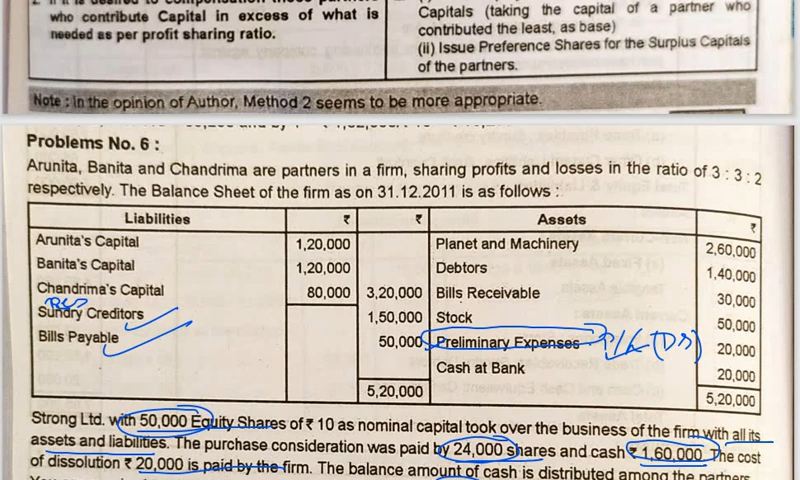 who contribute Capital in excess of what is
needed as per profit sharing ratio.
Capitals (taking the capital of a partner who
contributed the least, as base)
(ii) Issue Preference Shares for the Surplus Capitals
of the partners.
Note : In the opinion of Author, Method 2 seems to be more appropriate.
Problems No. 6 :
Arunita, Banita and Chandrima are partners in a firm, sharing profits and losses in the ratio of 3 : 3 : 2
respectively. The Balance Sheet of the firm as on 31.12.2011 is as follows :
Liabilities ₹ ₹ Assets ₹
Arunita's Capital 1,20,000 Planet and Machinery 2,60,000
Banita's Capital 1,20,000 Debtors 1,40,000
Chandrima's Capital 80,000 3,20,000 Bills Receivable 30,000
Sundry Creditors 1,50,000 Stock 50,000
Bills Payable 50,000 Preliminary Expenses 20,000
Cash at Bank 20,000
5,20,000 5,20,000
Strong Ltd. with 50,000 Equity Shares of ₹ 10 as nominal capital took over the business of the firm with all its
assets and liabilities. The purchase consideration was paid by 24,000 shares and cash ₹ 1,60,000. The cost
of dissolution ₹ 20,000 is paid by the firm. The balance amount of cash is distributed among the partners